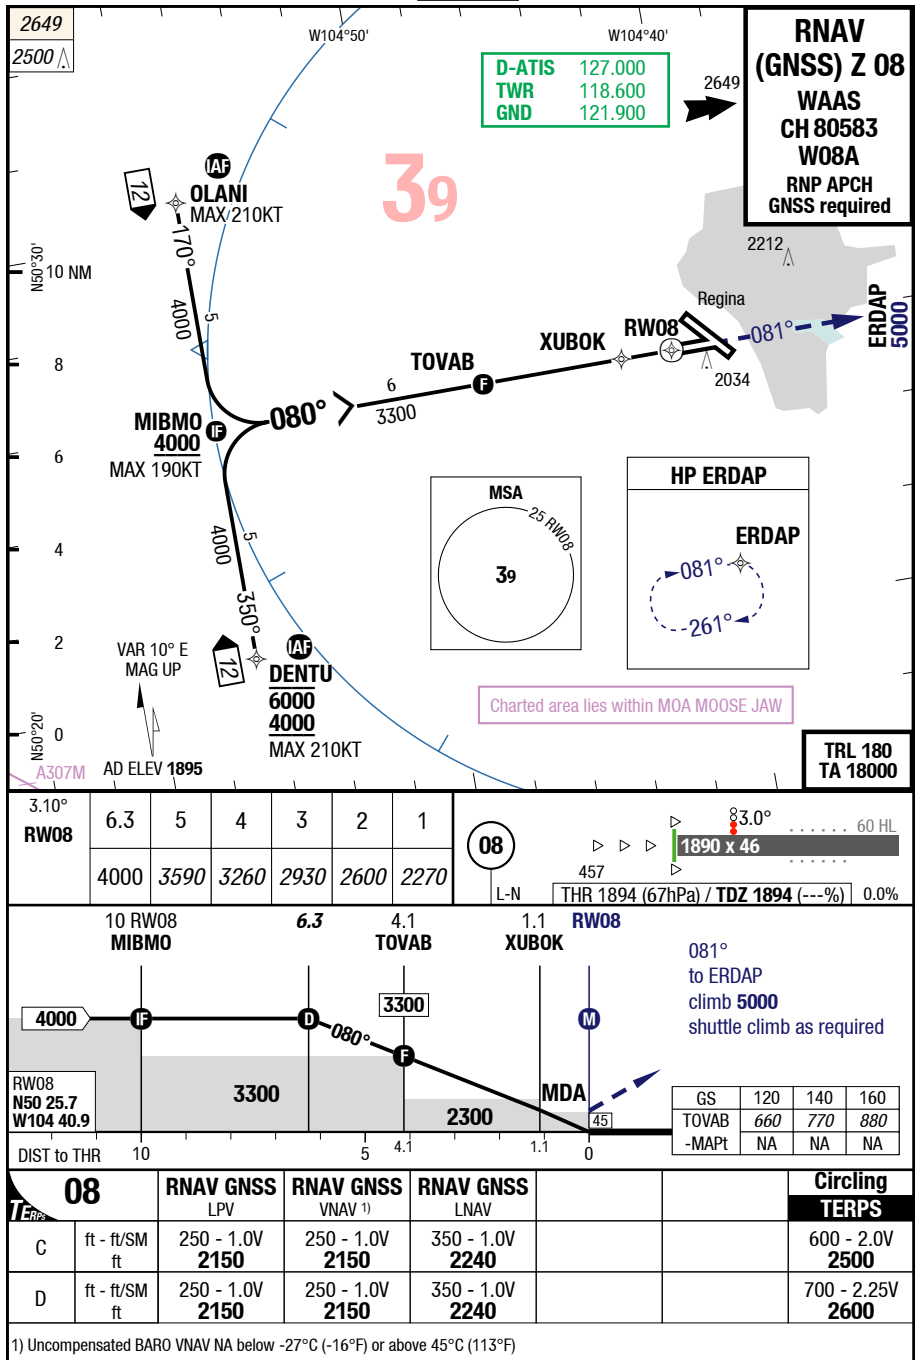 2649
2500
W104°50'
W104°40'
D-ATIS 127.000
TWR 118.600
GND 121.900
2649
RNAV
(GNSS) Z 08
WAAS
CH 80583
W08A
RNP APCH
GNSS required
39
IAF
OLANI
MAX 210KT
12
170°
4000
5
N50°30'
10 NM
8
6
4
2
0
N50°20'
2212
Regina
ERDAP
5000
081°
RW08
XUBOK
TOVAB
F
2034
6
3300
080°
MIBMO
IF
4000
MAX 190KT
4000
5
350°
12
IAF
DENTU
6000
4000
MAX 210KT
MSA
25 RW08
39
HP ERDAP
ERDAP
081°
261°
VAR 10° E
MAG UP
Charted area lies within MOA MOOSE JAW
A307M
AD ELEV 1895
TRL 180
TA 18000
3.10°
RW08
6.3 5 4 3 2 1
4000 3590 3260 2930 2600 2270
08
L-N
457
3.0°
60 HL
1890 x 46
THR 1894 (67hPa) / TDZ 1894 (---%) 0.0%
10 RW08 6.3 4.1 1.1 RW08
MIBMO TOVAB XUBOK
081°
to ERDAP
climb 5000
shuttle climb as required
4000
IF
D
080°
3300
F
M
3300
2300
MDA
45
RW08
N50 25.7
W104 40.9
GS 120 140 160
TOVAB 660 770 880
-MAPt NA NA NA
DIST to THR 10 5 4.1 1.1 0
TERPS
08
RNAV GNSS RNAV GNSS RNAV GNSS Circling
LPV VNAV 1) LNAV TERPS
C ft - ft/SM 250 - 1.0V 250 - 1.0V 350 - 1.0V 600 - 2.0V
ft 2150 2150 2240 2500
D ft - ft/SM 250 - 1.0V 250 - 1.0V 350 - 1.0V 700 - 2.25V
ft 2150 2150 2240 2600
1) Uncompensated BARO VNAV NA below -27°C (-16°F) or above 45°C (113°F)